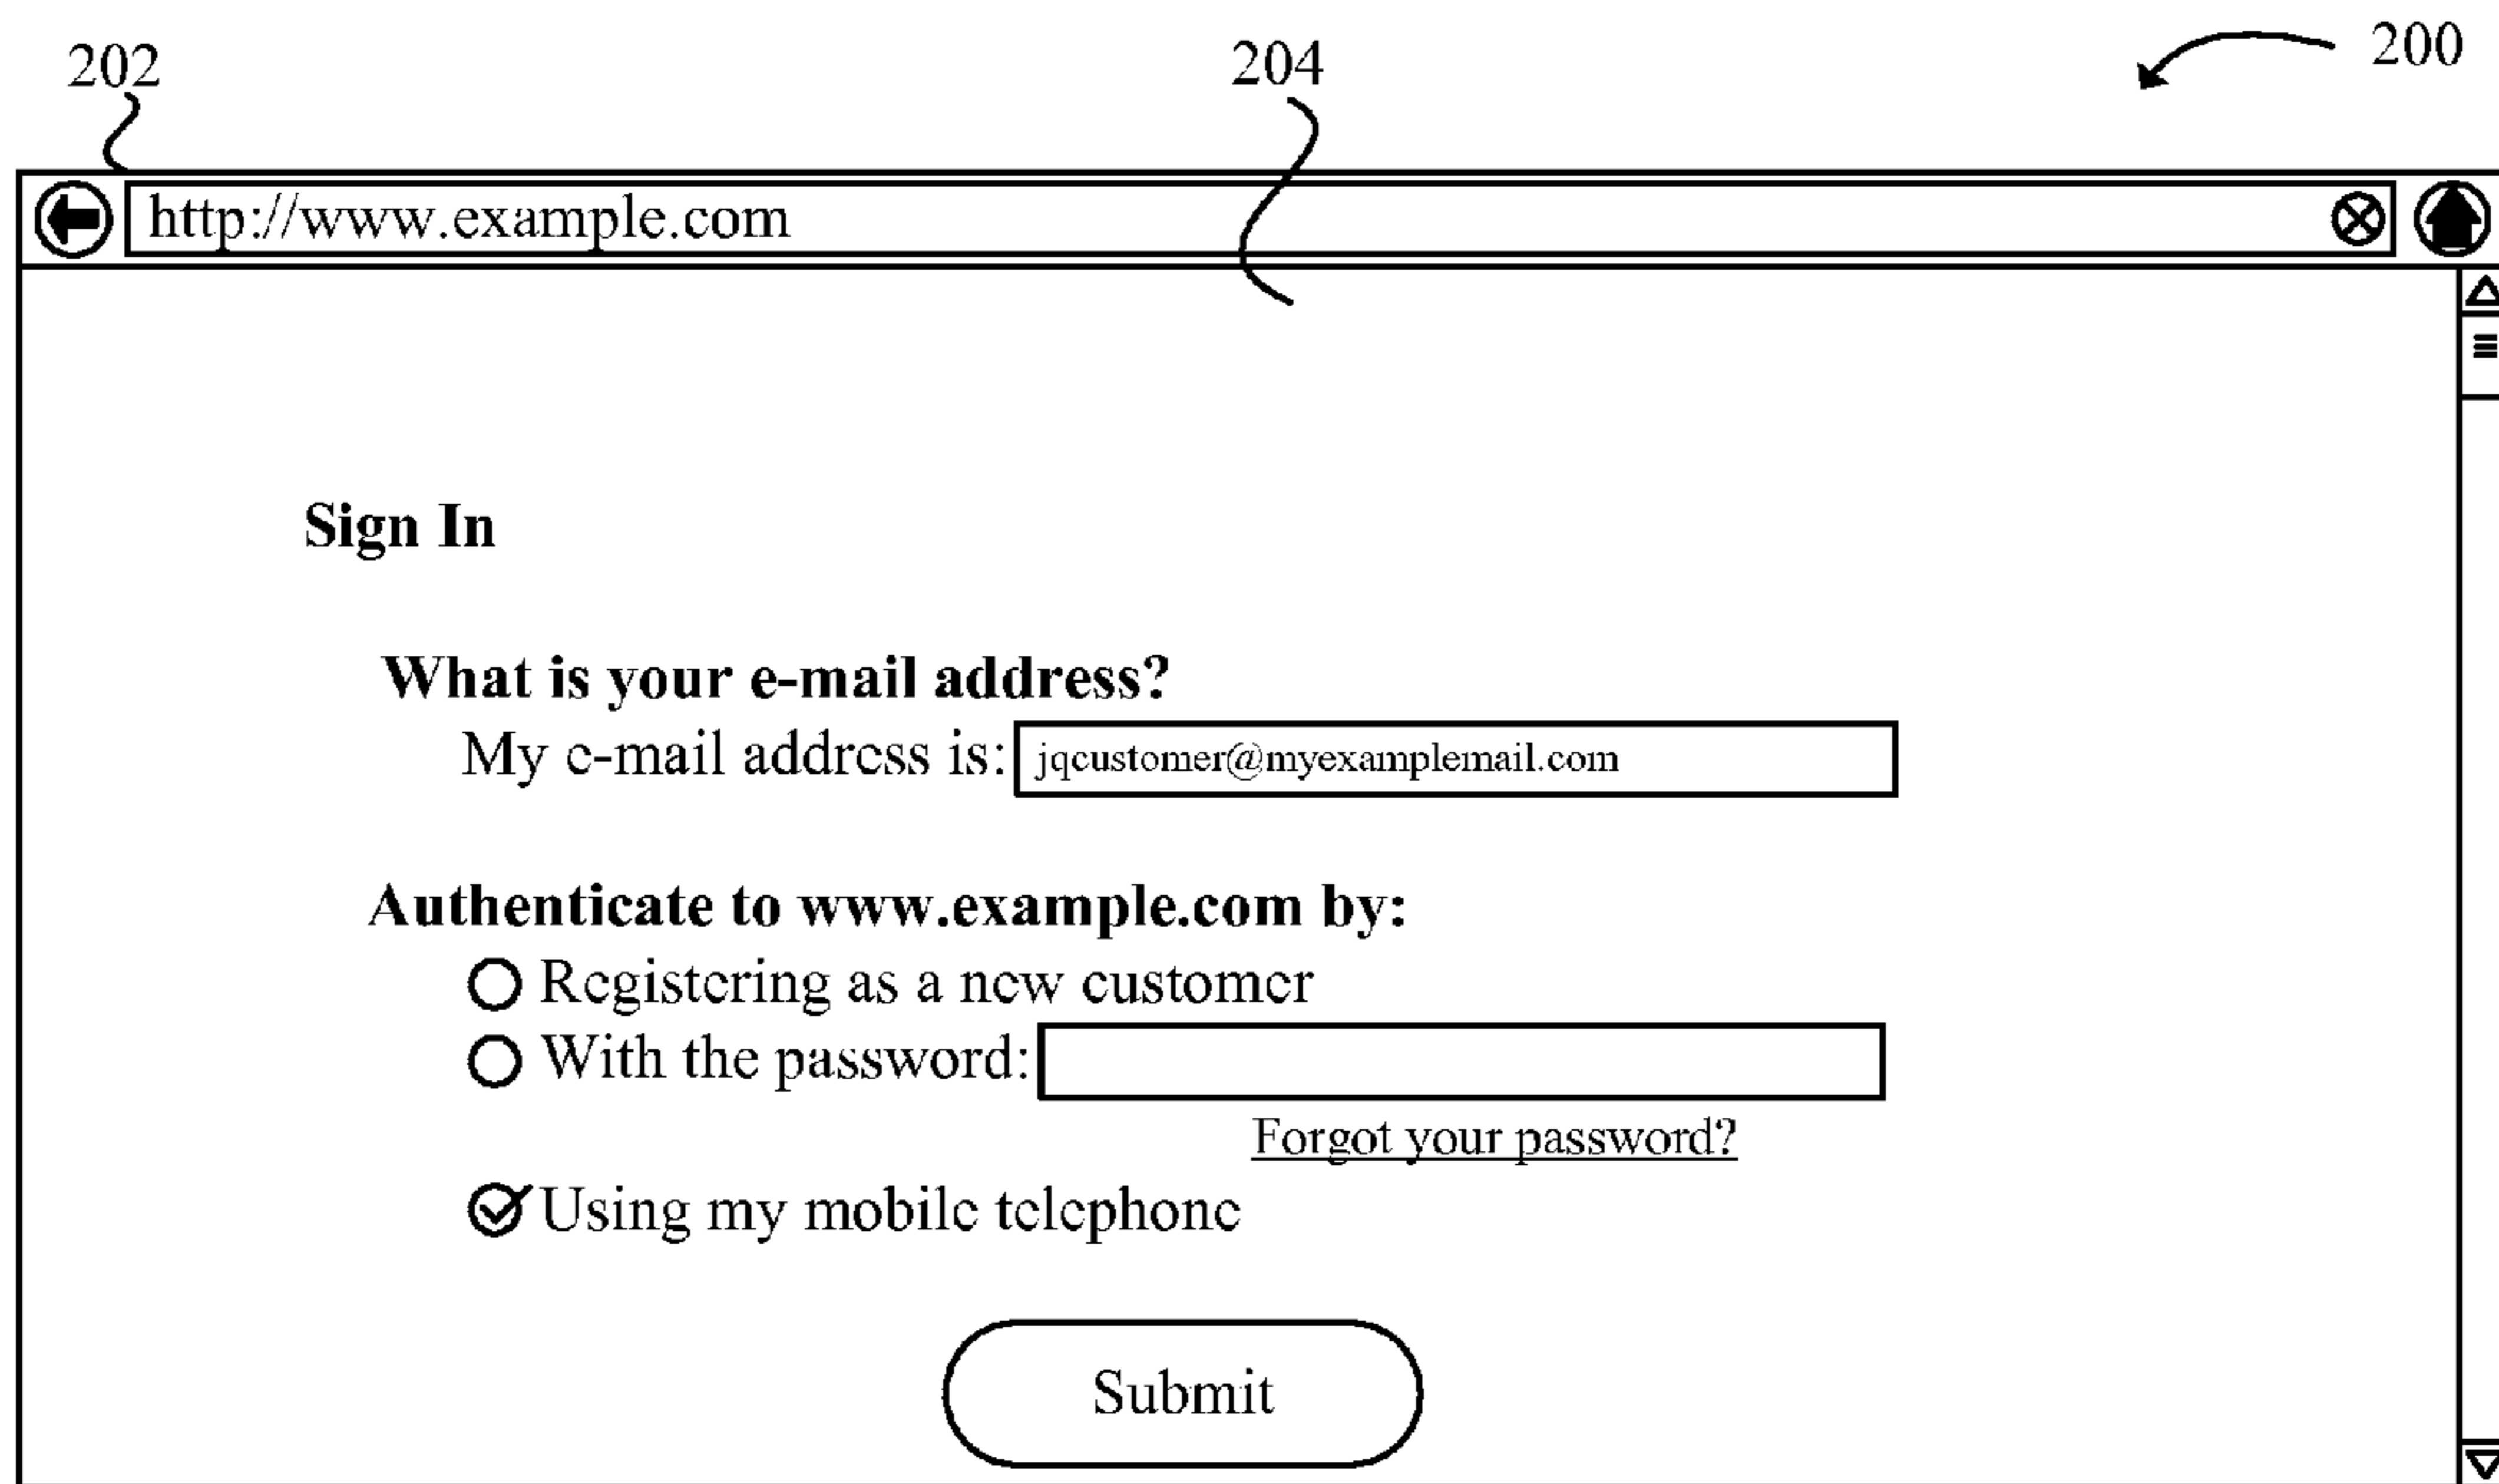 202
204
200
http://www.example.com
Sign In
What is your e-mail address?
My e-mail address is: jqcustomer@myexamplemail.com
Authenticate to www.example.com by:
Registering as a new customer
With the password:
Forgot your password?
Using my mobile telephone
Submit